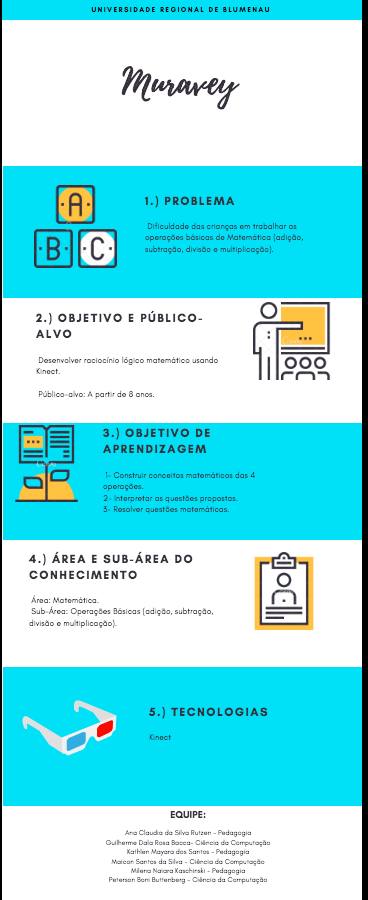 UNIVERSIDADE REGIONAL DE BLUMENAU
Muravey
A
B C
1.) PROBLEMA
Dificuldade das crianças em trabalhar as
operações básicas de Matemática (adição,
subtração, divisão e multiplicação).
2.) OBJETIVO E PÚBLICO-
ALVO
Desenvolver raciocínio lógico matemático usando
Kinect.
Público-alvo: A partir de 8 anos.
3.) OBJETIVO DE
APRENDIZAGEM
1- Construir conceitos matemáticos das 4
operações.
2- Interpretar as questões propostas.
3- Resolver questões matemáticas.
4.) ÁREA E SUB-ÁREA DO
CONHECIMENTO
Área: Matemática.
Sub-Área: Operações Básicas (adição, subtração,
divisão e multiplicação).
5.) TECNOLOGIAS
Kinect
EQUIPE:
Ana Claudia da Silva Rutzen - Pedagogia
Guilherme Dala Rosa Bacca- Ciência da Computação
Kathlen Mayara dos Santos - Pedagogia
Maicon Santos da Silva - Ciência da Computação
Milena Naiara Kaschinski - Pedagogia
Peterson Boni Buttenberg - Ciência da Computação